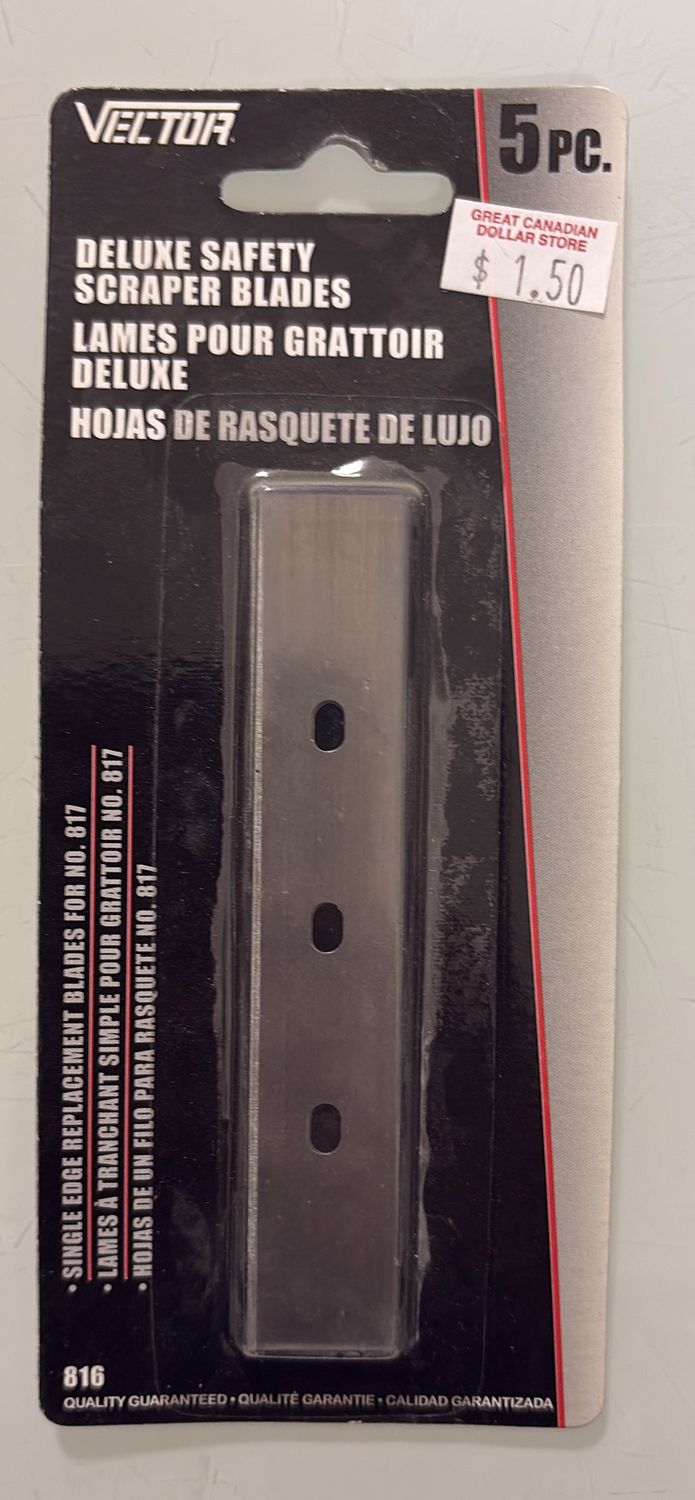 VECTOR
5 PC.
GREAT CANADIAN
DOLLAR STORE
$ 1.50
DELUXE SAFETY
SCRAPER BLADES
LAMES POUR GRATTOIR
DELUXE
HOJAS DE RASQUETE DE LUJO
• SINGLE EDGE REPLACEMENT BLADES FOR NO. 817
• LAMES À TRANCHANT SIMPLE POUR GRATTOIR NO. 817
• HOJAS DE UN FILO PARA RASQUETE NO. 817
816
QUALITY GUARANTEED • QUALITÉ GARANTIE • CALIDAD GARANTIZADA